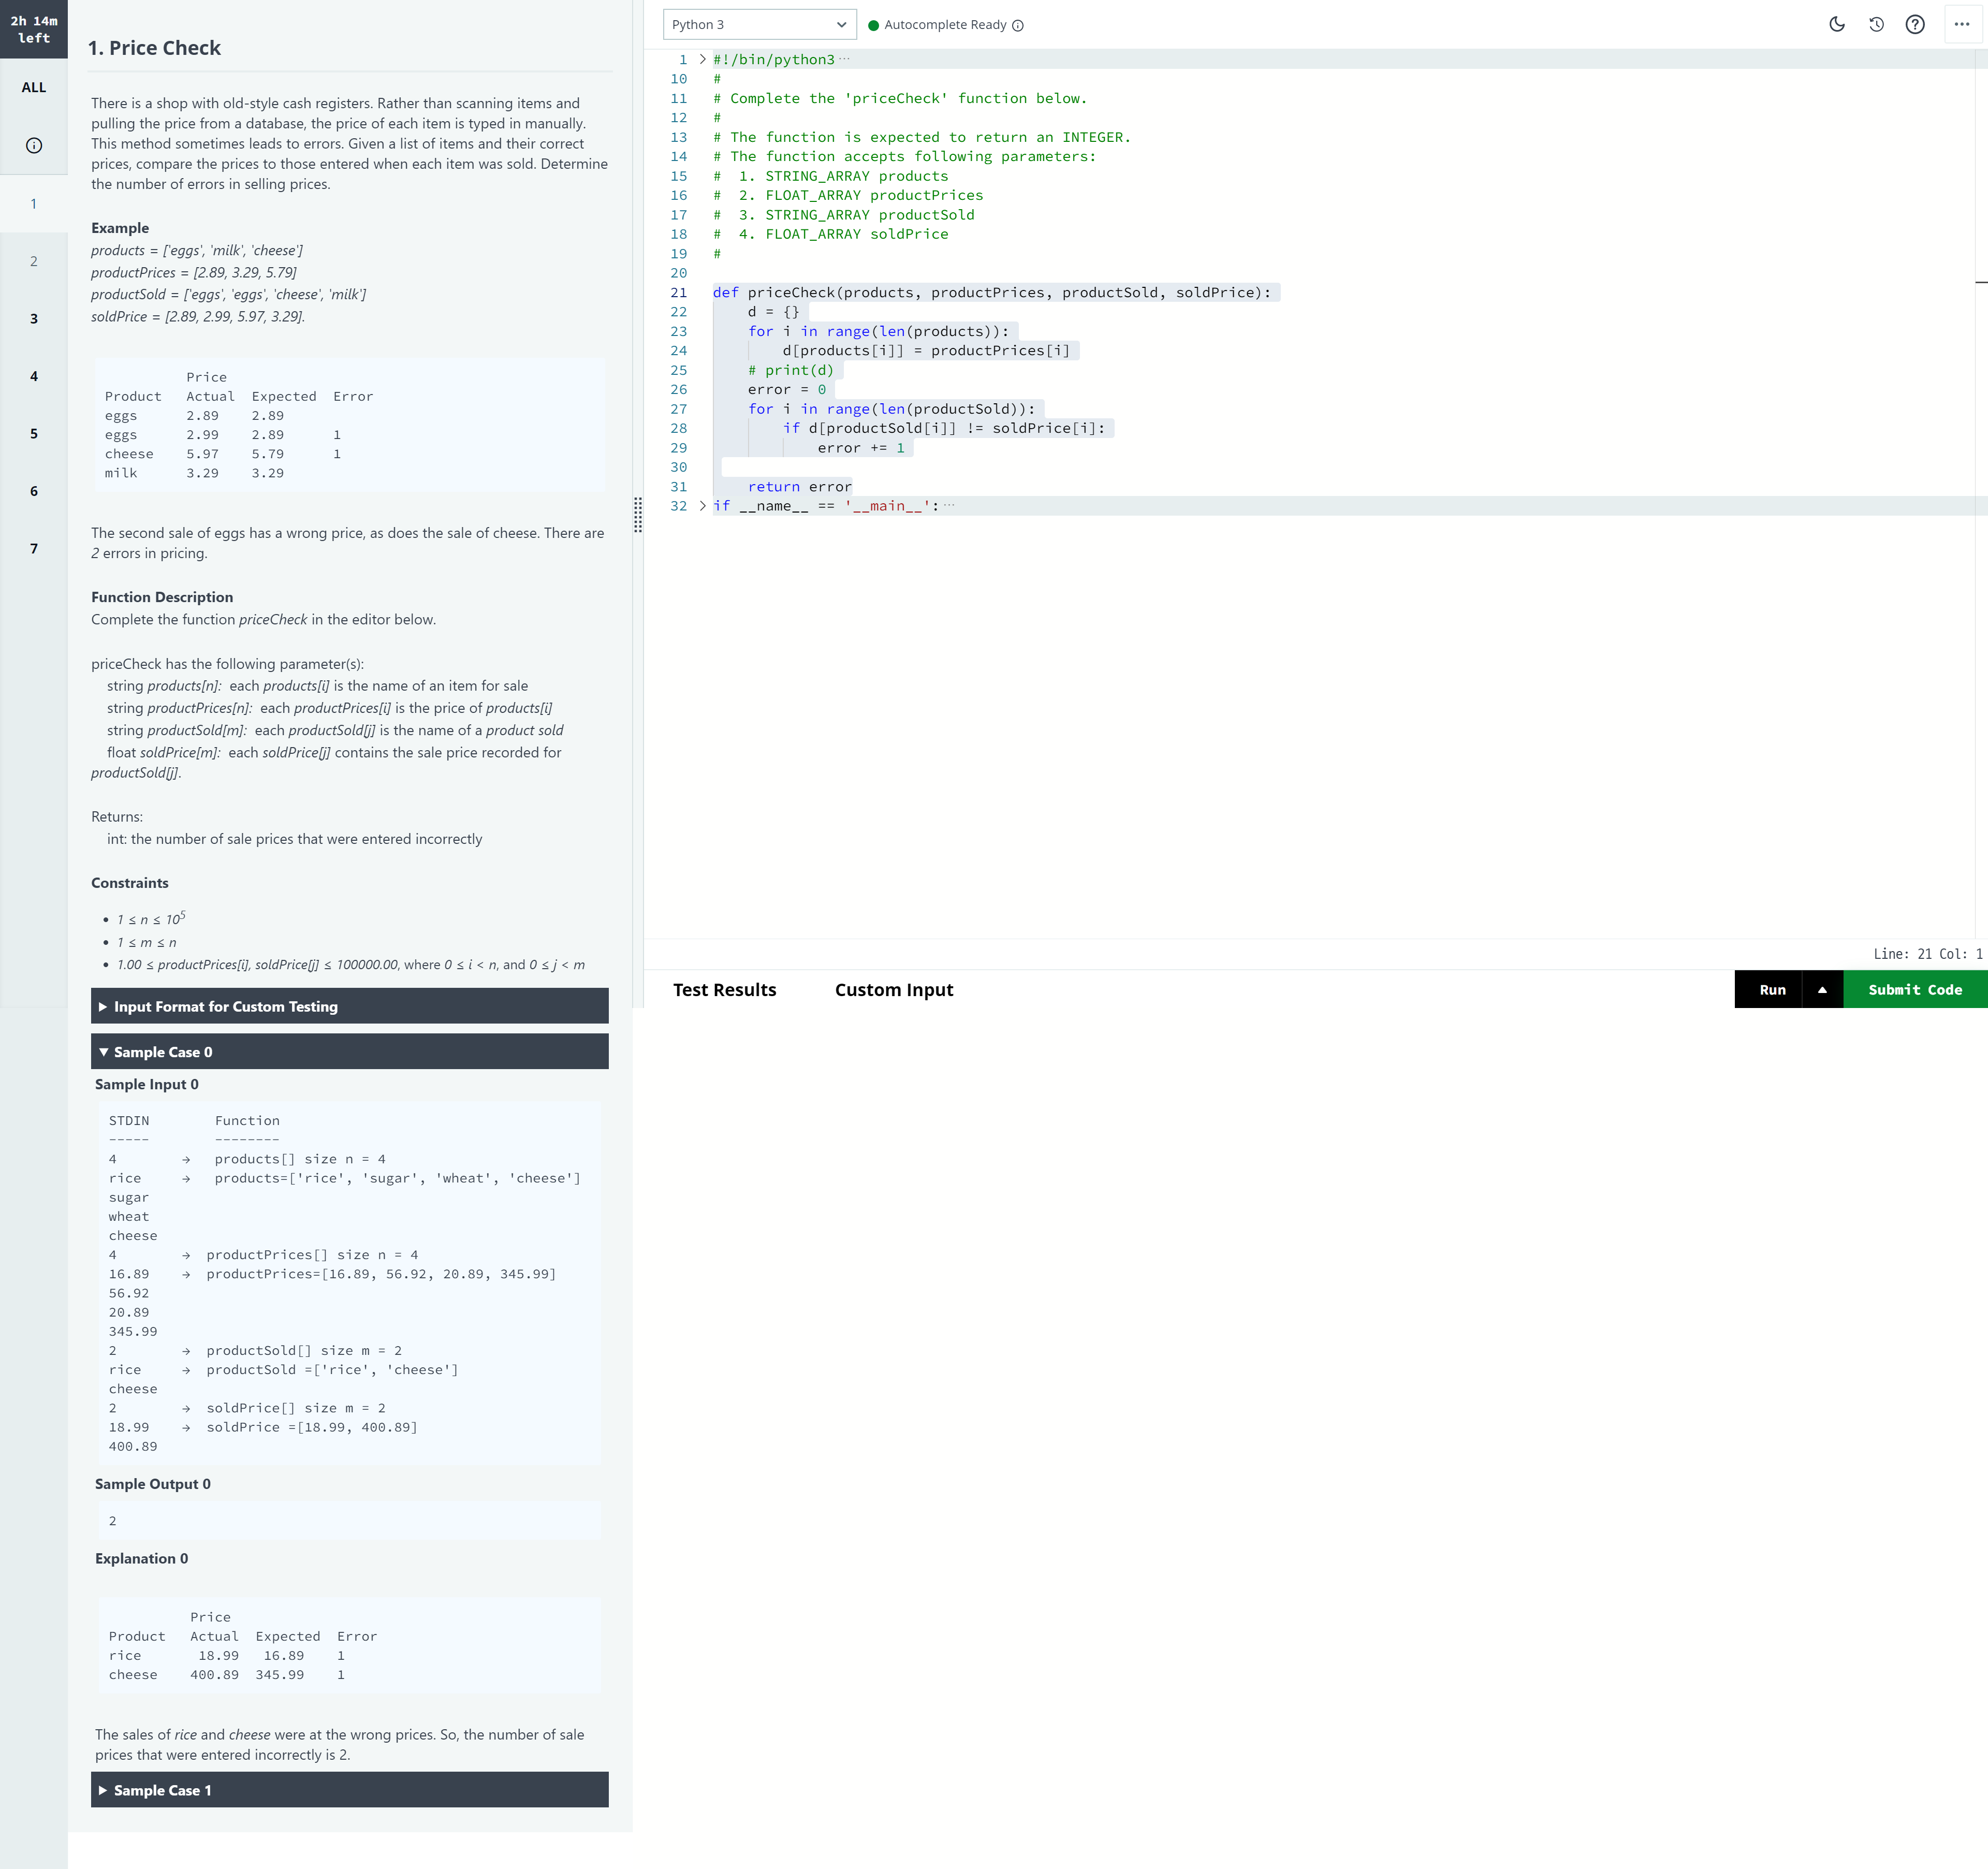 2h 14m
left
ALL
1
2
3
4
5
6
7
1. Price Check
There is a shop with old-style cash registers. Rather than scanning items and
pulling the price from a database, the price of each item is typed in manually.
This method sometimes leads to errors. Given a list of items and their correct
prices, compare the prices to those entered when each item was sold. Determine
the number of errors in selling prices.
Example
products = ['eggs', 'milk', 'cheese']
productPrices = [2.89, 3.29, 5.79]
productSold = ['eggs', 'eggs', 'cheese', 'milk']
soldPrice = [2.89, 2.99, 5.97, 3.29].
Price
Product Actual Expected Error
eggs 2.89 2.89
eggs 2.99 2.89 1
cheese 5.97 5.79 1
milk 3.29 3.29
The second sale of eggs has a wrong price, as does the sale of cheese. There are
2 errors in pricing.
Function Description
Complete the function priceCheck in the editor below.
priceCheck has the following parameter(s):
string products[n]: each products[i] is the name of an item for sale
string productPrices[n]: each productPrices[i] is the price of products[i]
string productSold[m]: each productSold[j] is the name of a product sold
float soldPrice[m]: each soldPrice[j] contains the sale price recorded for
productSold[j].
Returns:
int: the number of sale prices that were entered incorrectly
Constraints
• 1 ≤ n ≤ 10⁵
• 1 ≤ m ≤ n
• 1.00 ≤ productPrices[i], soldPrice[j] ≤ 100000.00, where 0 ≤ i < n, and 0 ≤ j < m
Input Format for Custom Testing
Sample Case 0
Sample Input 0
STDIN Function
----- --------
4 → products[] size n = 4
rice → products=['rice', 'sugar', 'wheat', 'cheese']
sugar
wheat
cheese
4 → productPrices[] size n = 4
16.89 → productPrices=[16.89, 56.92, 20.89, 345.99]
56.92
20.89
345.99
2 → productSold[] size m = 2
rice → productSold =['rice', 'cheese']
cheese
2 → soldPrice[] size m = 2
18.99 → soldPrice =[18.99, 400.89]
400.89
Sample Output 0
2
Explanation 0
Price
Product Actual Expected Error
rice 18.99 16.89 1
cheese 400.89 345.99 1
The sales of rice and cheese were at the wrong prices. So, the number of sale
prices that were entered incorrectly is 2.
Sample Case 1
Python 3
Autocomplete Ready
1 #!/bin/python3 ···
10 #
11 # Complete the 'priceCheck' function below.
12 #
13 # The function is expected to return an INTEGER.
14 # The function accepts following parameters:
15 #  1. STRING_ARRAY products
16 #  2. FLOAT_ARRAY productPrices
17 #  3. STRING_ARRAY productSold
18 #  4. FLOAT_ARRAY soldPrice
19 #
20
21 def priceCheck(products, productPrices, productSold, soldPrice):
22     d = {}
23     for i in range(len(products)):
24         d[products[i]] = productPrices[i]
25     # print(d)
26     error = 0
27     for i in range(len(productSold)):
28         if d[productSold[i]] != soldPrice[i]:
29             error += 1
30
31     return error
32 if __name__ == '__main__': ···
Line: 21 Col: 1
Test Results Custom Input Run Submit Code